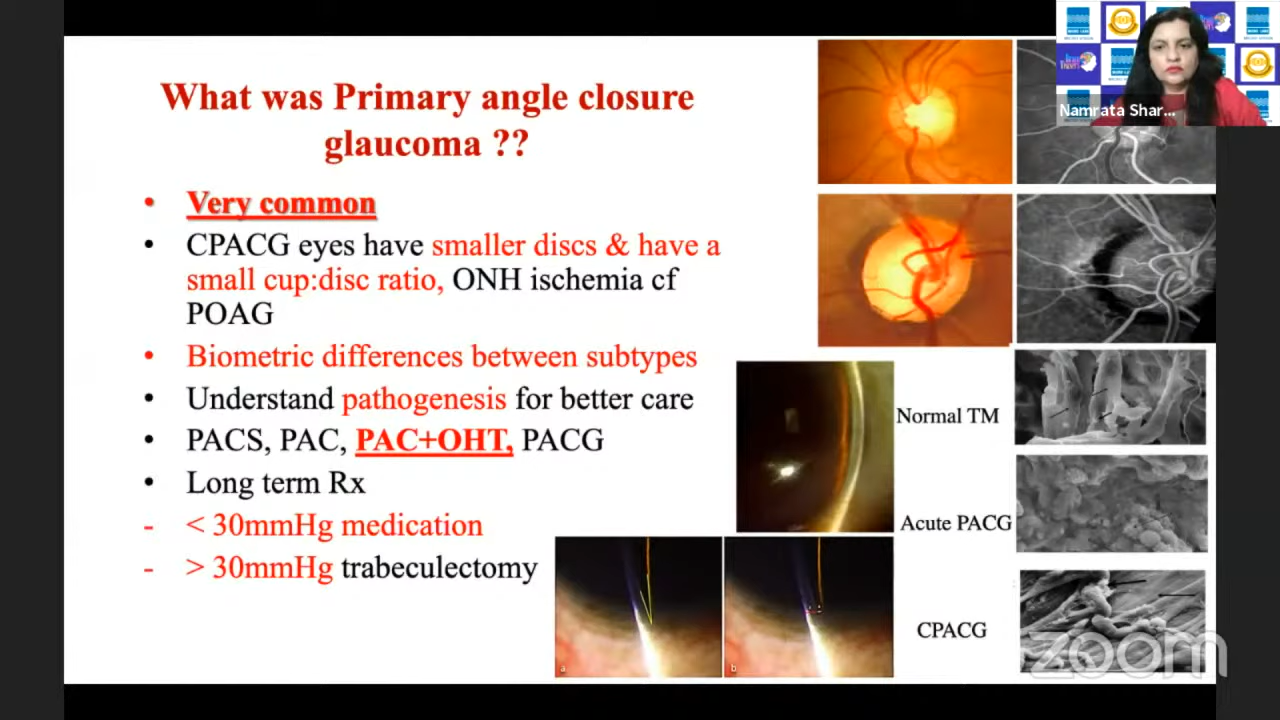 What was Primary angle closure
glaucoma ??
• Very common
• CPACG eyes have smaller discs & have a
small cup:disc ratio, ONH ischemia cf
POAG
• Biometric differences between subtypes
• Understand pathogenesis for better care
• PACS, PAC, PAC+OHT, PACG
• Long term Rx
- < 30mmHg medication
- > 30mmHg trabeculectomy
Normal TM
Acute PACG
CPACG
a
b
Namrata Shar...
zoom